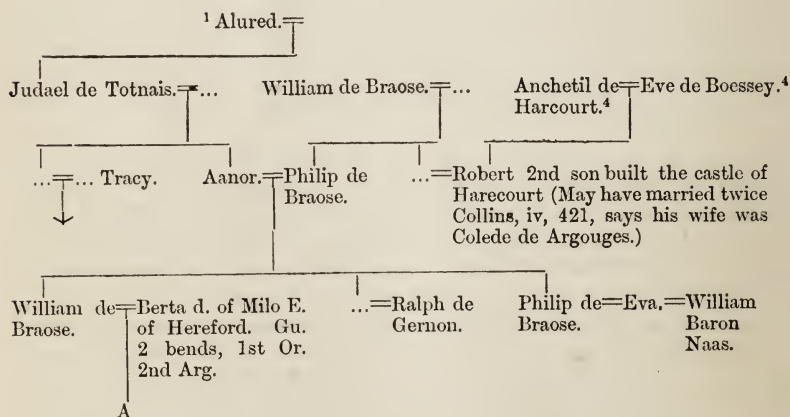 ¹ Alured.=
Judael de Totnais.=... William de Braose.=... Anchetil de=Eve de Boessey.⁴
Harcourt.⁴
...=... Tracy. Aanor.=Philip de ...=Robert 2nd son built the castle of
Braose. Harecourt (May have married twice
Collins, iv, 421, says his wife was
Colede de Argouges.)
William de=Berta d. of Milo E. ...=Ralph de Philip de=Eva.=William
Braose. of Hereford. Gu. Gernon. Braose. Baron
2 bends, 1st Or. Naas.
2nd Arg.
A